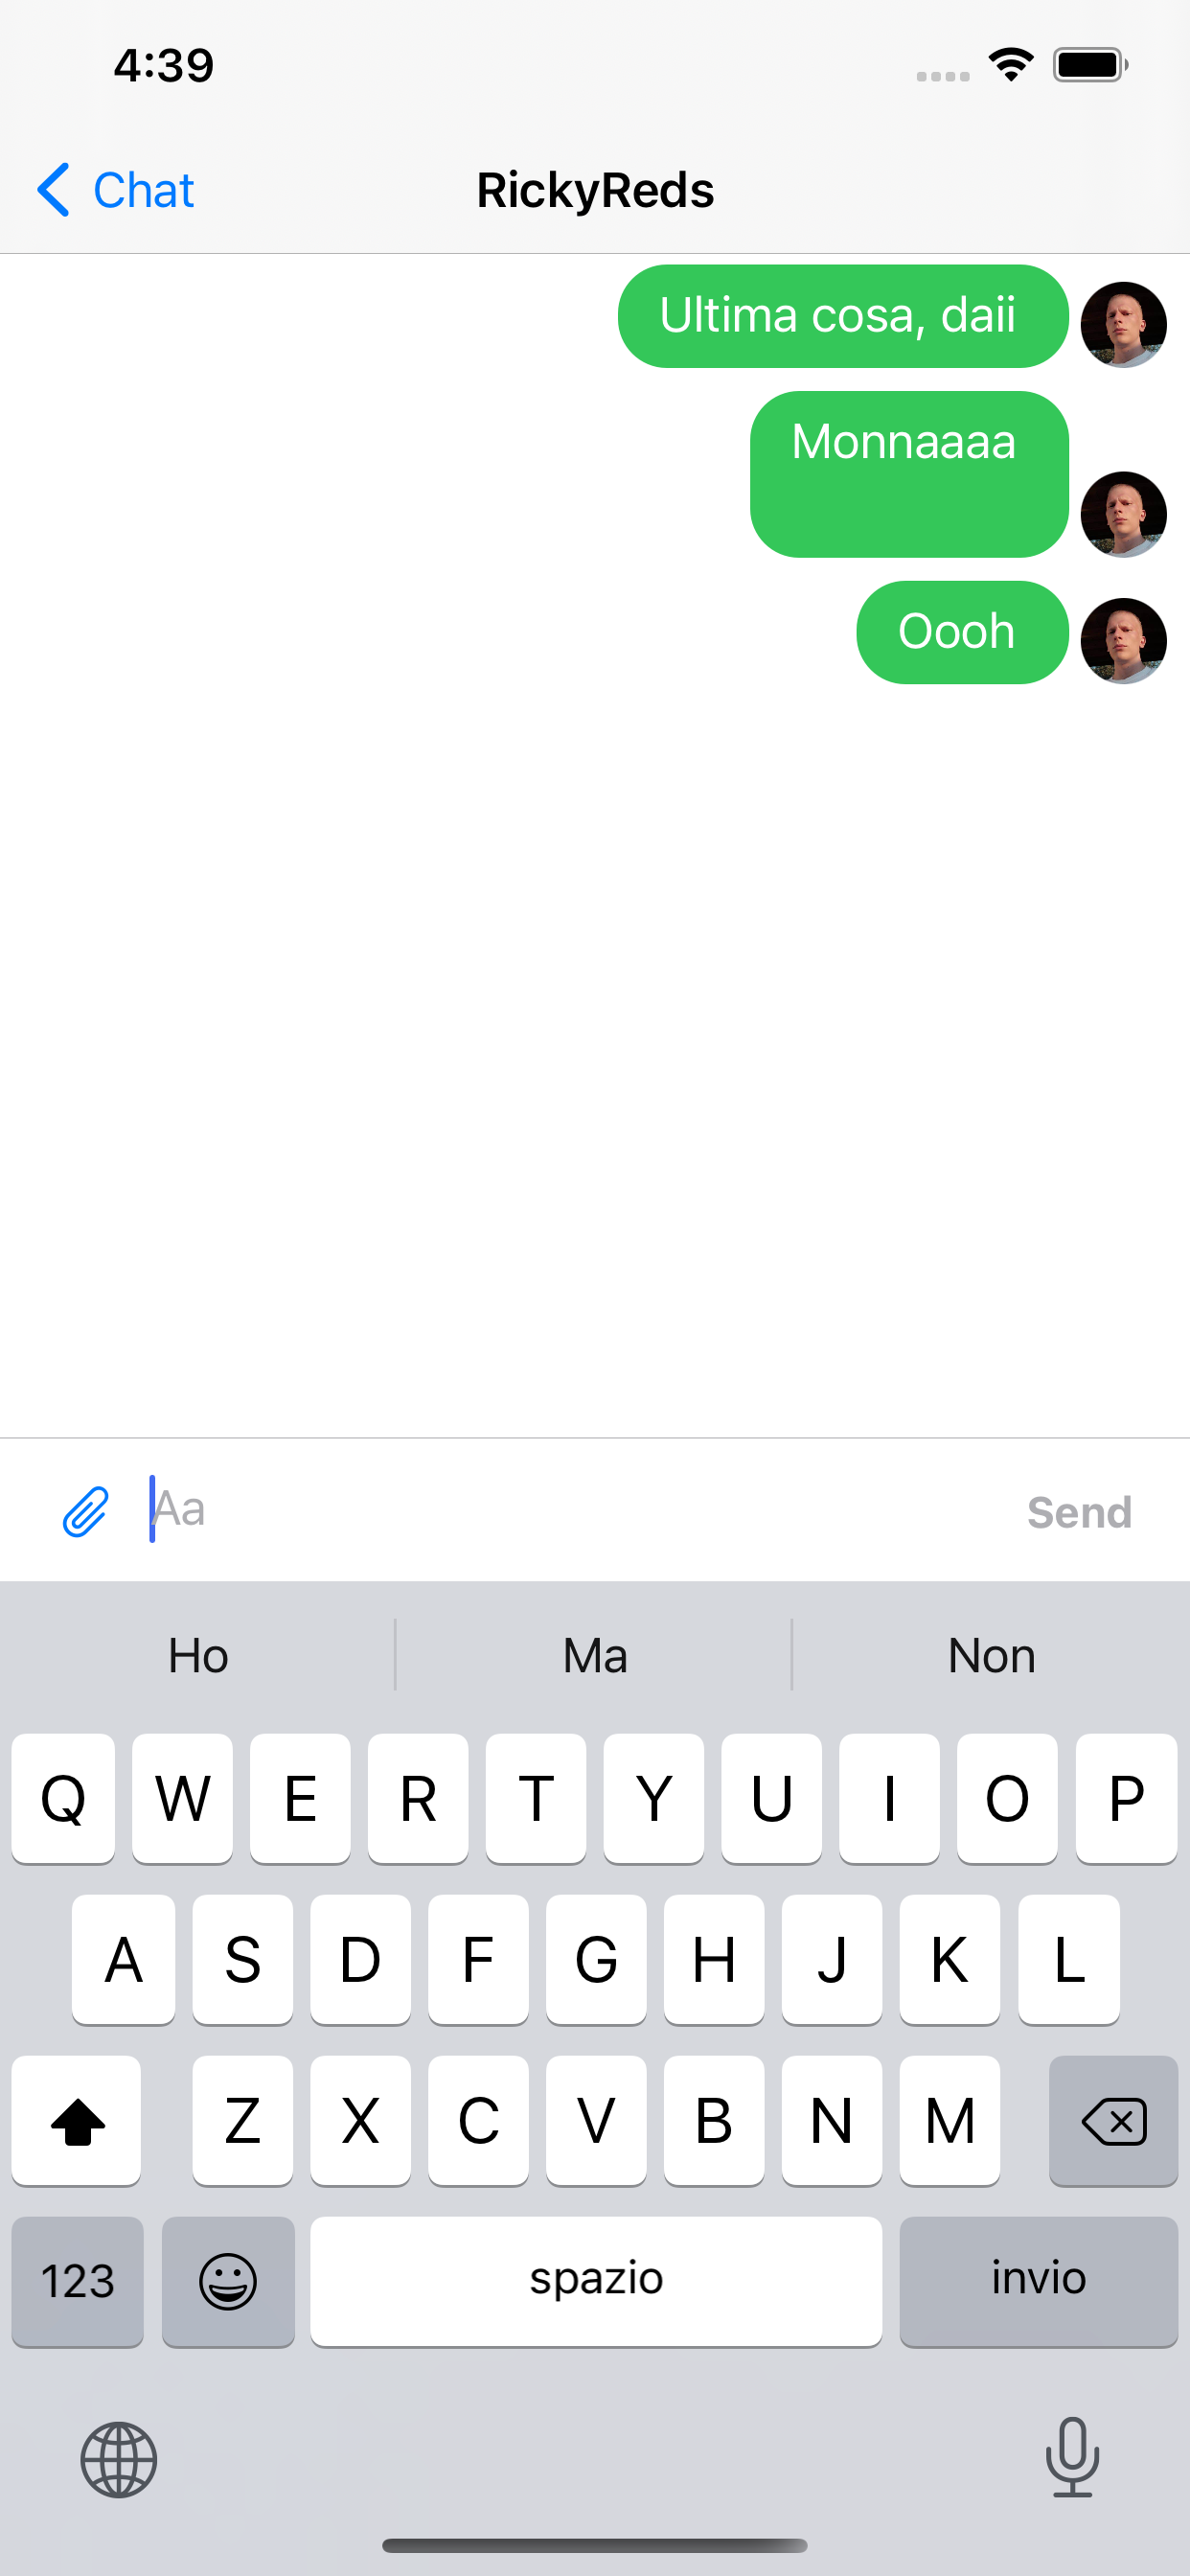 4:39
Chat
RickyReds
Ultima cosa, daii
Monnaaaa
Oooh
Aa
Send
Ho
Ma
Non
Q W E R T Y U I O P
A S D F G H J K L
Z X C V B N M
123
spazio
invio